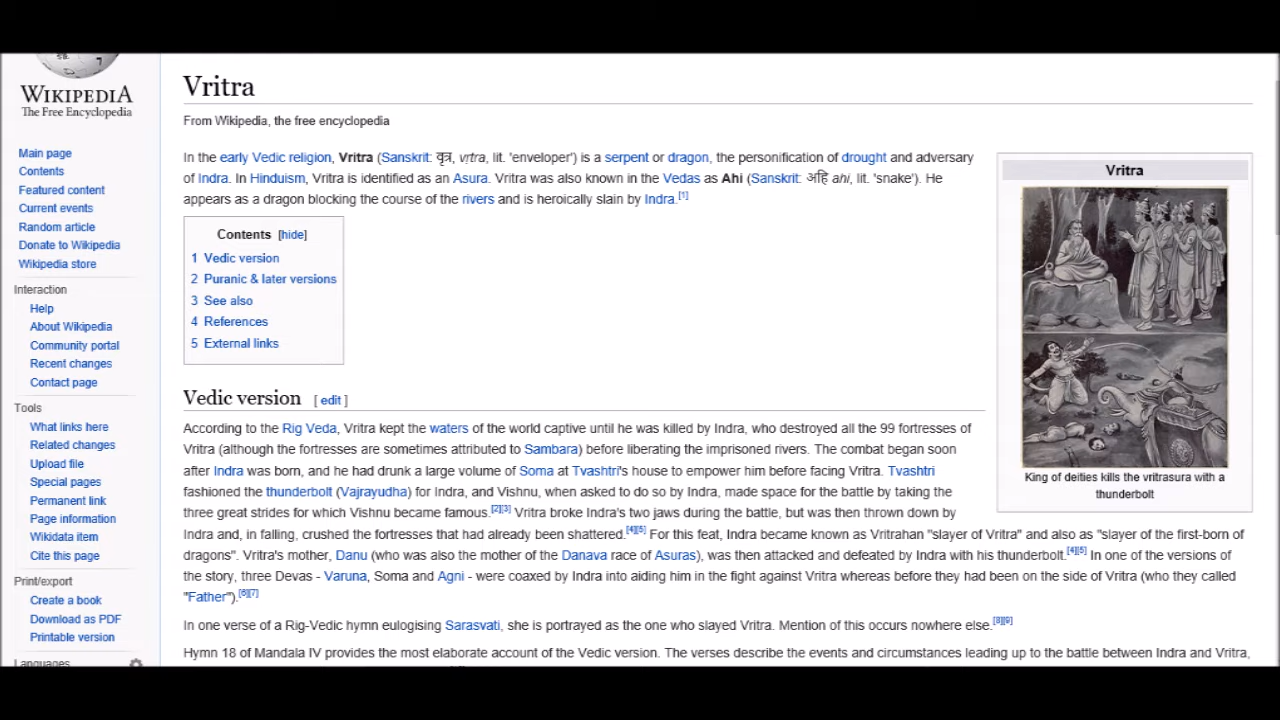 WIKIPEDIA
The Free Encyclopedia
Main page
Contents
Featured content
Current events
Random article
Donate to Wikipedia
Wikipedia store
Interaction
Help
About Wikipedia
Community portal
Recent changes
Contact page
Tools
What links here
Related changes
Upload file
Special pages
Permanent link
Page information
Wikidata item
Cite this page
Print/export
Create a book
Download as PDF
Printable version
Languages
Vritra
From Wikipedia, the free encyclopedia
In the early Vedic religion, Vritra (Sanskrit: वृत्र, vṛtra, lit. 'enveloper') is a serpent or dragon, the personification of drought and adversary
of Indra. In Hinduism, Vritra is identified as an Asura. Vritra was also known in the Vedas as Ahi (Sanskrit: अहि ahi, lit. 'snake'). He
appears as a dragon blocking the course of the rivers and is heroically slain by Indra.[1]
Contents [hide]
1 Vedic version
2 Puranic & later versions
3 See also
4 References
5 External links
Vritra
King of deities kills the vritrasura with a
thunderbolt
Vedic version [ edit ]
According to the Rig Veda, Vritra kept the waters of the world captive until he was killed by Indra, who destroyed all the 99 fortresses of
Vritra (although the fortresses are sometimes attributed to Sambara) before liberating the imprisoned rivers. The combat began soon
after Indra was born, and he had drunk a large volume of Soma at Tvashtri's house to empower him before facing Vritra. Tvashtri
fashioned the thunderbolt (Vajrayudha) for Indra, and Vishnu, when asked to do so by Indra, made space for the battle by taking the
three great strides for which Vishnu became famous.[2][3] Vritra broke Indra's two jaws during the battle, but was then thrown down by
Indra and, in falling, crushed the fortresses that had already been shattered.[4][5] For this feat, Indra became known as Vritrahan "slayer of Vritra" and also as "slayer of the first-born of
dragons". Vritra's mother, Danu (who was also the mother of the Danava race of Asuras), was then attacked and defeated by Indra with his thunderbolt.[4][5] In one of the versions of
the story, three Devas - Varuna, Soma and Agni - were coaxed by Indra into aiding him in the fight against Vritra whereas before they had been on the side of Vritra (who they called
"Father").[6][7]
In one verse of a Rig-Vedic hymn eulogising Sarasvati, she is portrayed as the one who slayed Vritra. Mention of this occurs nowhere else.[8][9]
Hymn 18 of Mandala IV provides the most elaborate account of the Vedic version. The verses describe the events and circumstances leading up to the battle between Indra and Vritra,